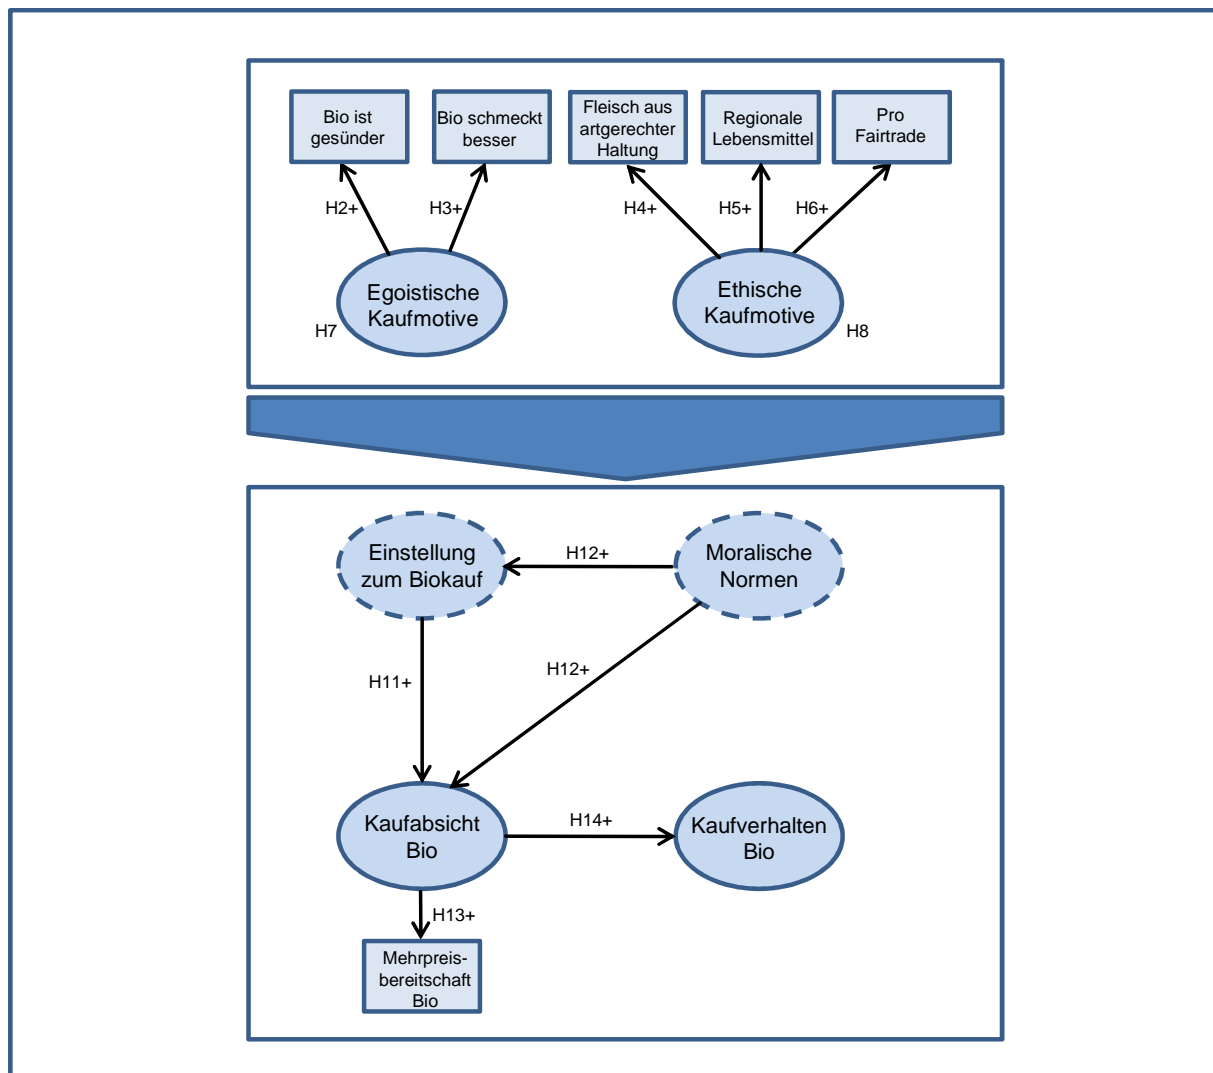 Bio ist
gesünder
Bio schmeckt
besser
Fleisch aus
artgerechter
Haltung
Regionale
Lebensmittel
Pro
Fairtrade
H2+
H3+
H4+
H5+
H6+
Egoistische
Kaufmotive
H7
Ethische
Kaufmotive
H8
Einstellung
zum Biokauf
H12+
Moralische
Normen
H11+
H12+
Kaufabsicht
Bio
H14+
Kaufverhalten
Bio
H13+
Mehrpreis-
bereitschaft
Bio